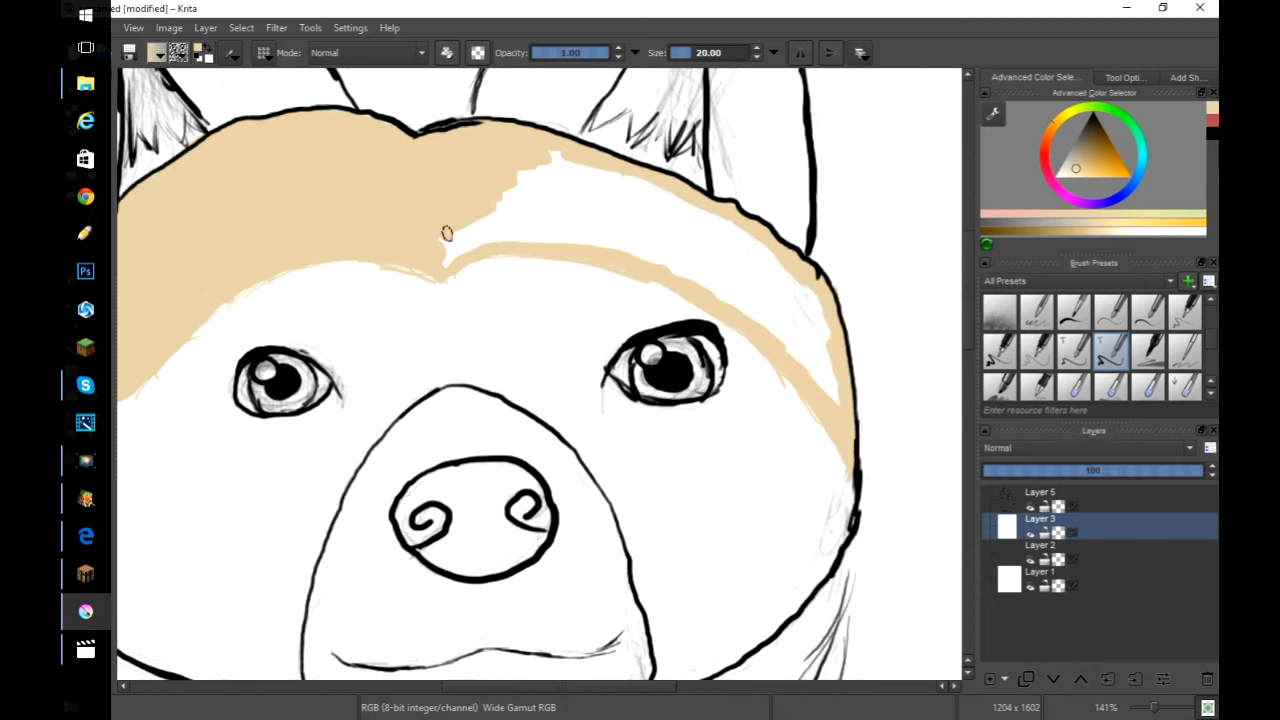 named [modified] – Krita
View Image Layer Select Filter Tools Settings Help
Mode: Normal Opacity: 1.00 Size: 20.00
Advanced Color Sele... Tool Opti... Add Sh...
Advanced Color Selector
Brush Presets
All Presets
Enter resource filters here
Layers
Normal
100
Layer 5
Layer 3
Layer 2
Layer 1
RGB (8-bit integer/channel) Wide Gamut RGB 1204 x 1602 141%
Ps